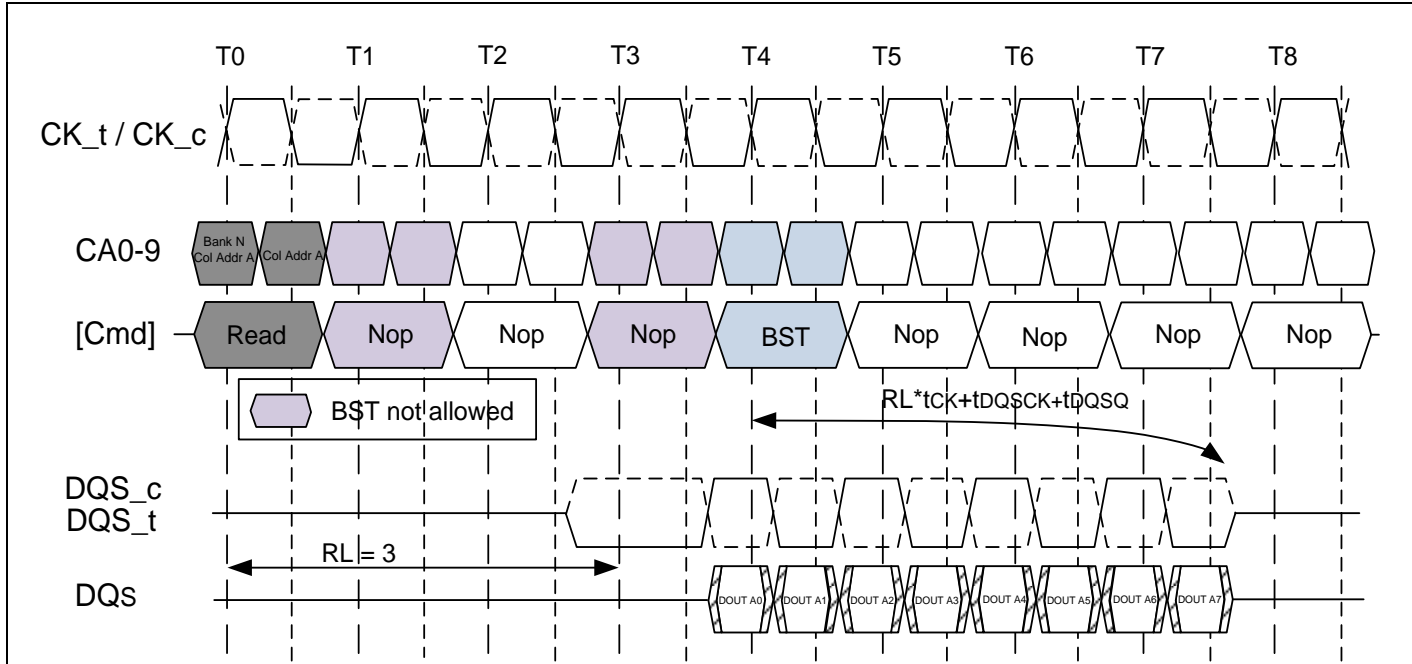 T0 T1 T2 T3 T4 T5 T6 T7 T8
CK_t / CK_c
CA0-9
Bank N
Col Addr A
Col Addr A
[Cmd]
Read Nop Nop Nop BST Nop Nop Nop Nop
BST not allowed
RL*tCK+tDQSCK+tDQSQ
DQS_c
DQS_t
RL = 3
DQs
DOUT A0 DOUT A1 DOUT A2 DOUT A3 DOUT A4 DOUT A5 DOUT A6 DOUT A7